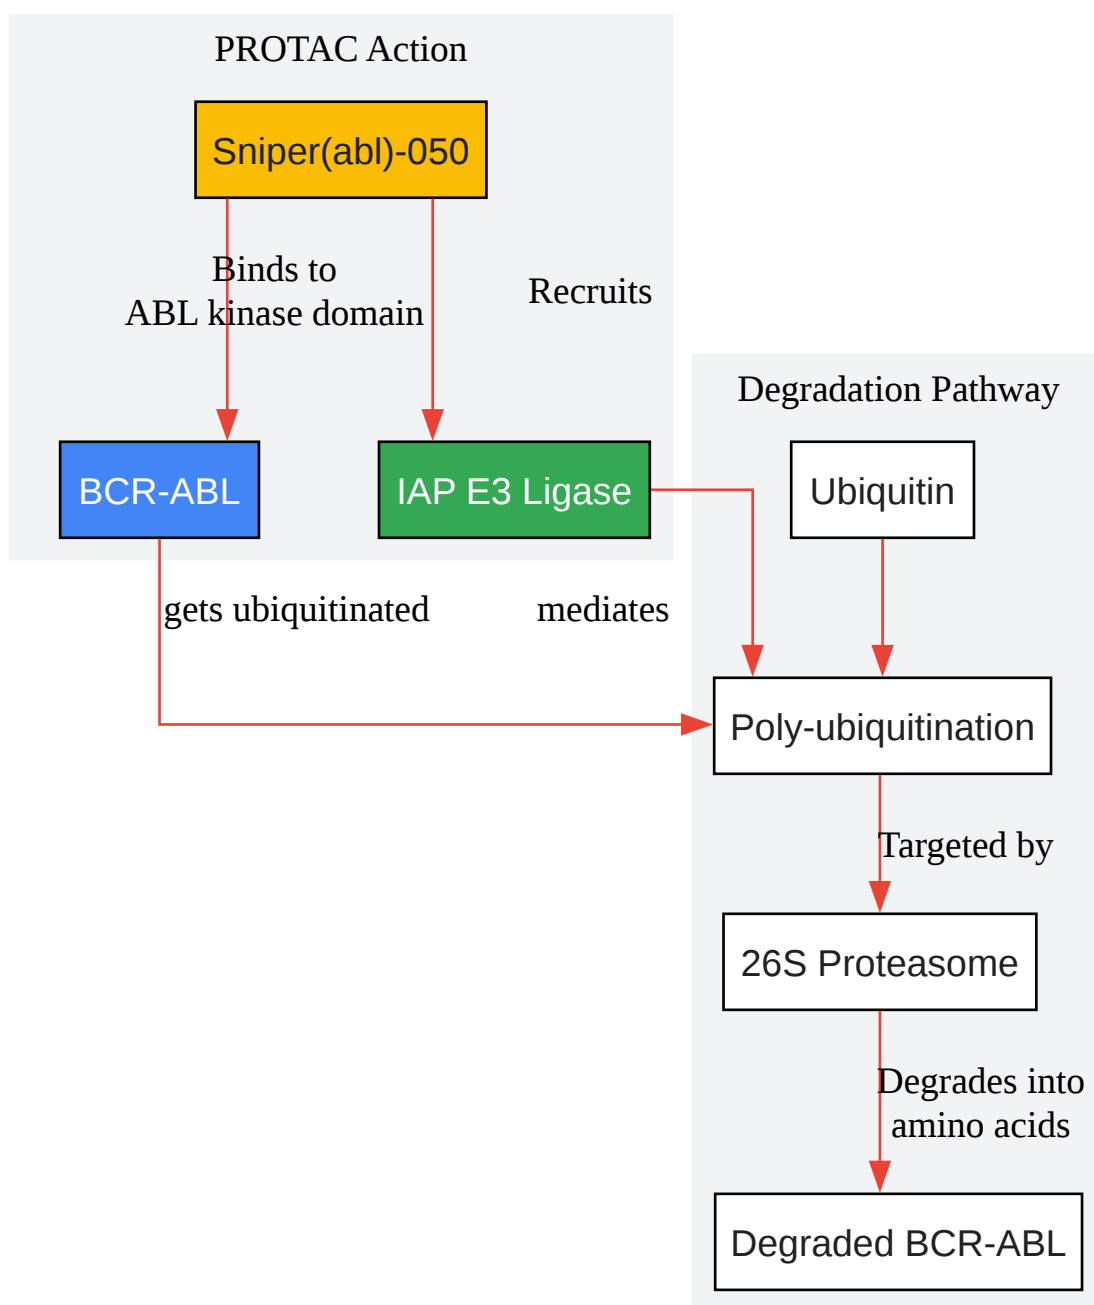 PROTAC Action
Sniper(abl)-050
Binds to
ABL kinase domain
Recruits
BCR-ABL
IAP E3 Ligase
gets ubiquitinated
mediates
Degradation Pathway
Ubiquitin
Poly-ubiquitination
Targeted by
26S Proteasome
Degrades into
amino acids
Degraded BCR-ABL